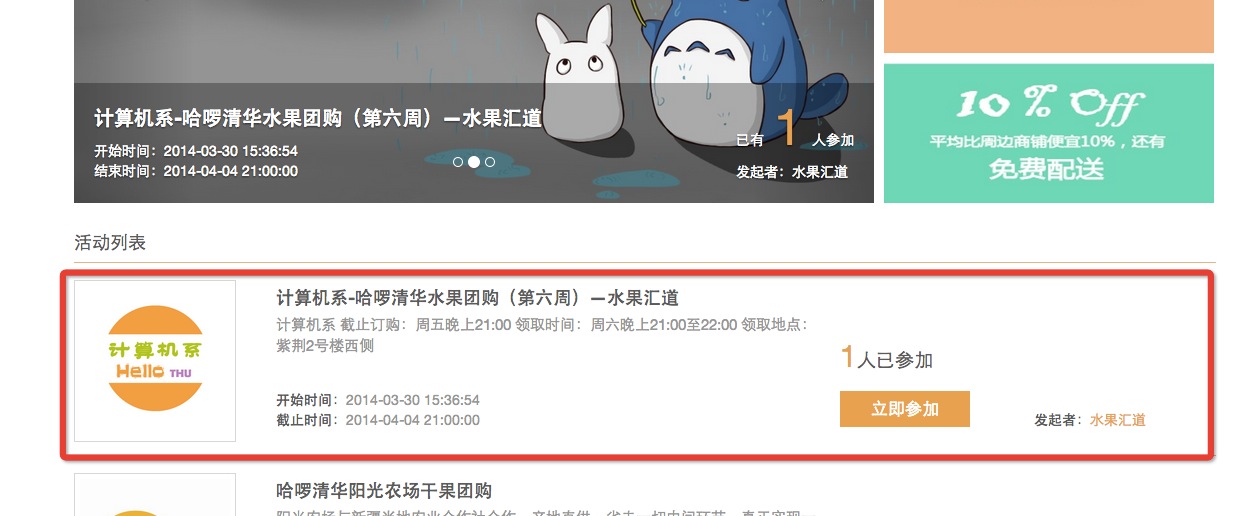 计算机系-哈啰清华水果团购（第六周）—水果汇道
开始时间：2014-03-30 15:36:54
结束时间：2014-04-04 21:00:00
已有 1 人参加
发起者：水果汇道
10 % Off
平均比周边商铺便宜10%，还有
免费配送
活动列表
计算机系
Hello THU
计算机系-哈啰清华水果团购（第六周）—水果汇道
计算机系 截止订购：周五晚上21:00 领取时间：周六晚上21:00至22:00 领取地点：
紫荆2号楼西侧
开始时间：2014-03-30 15:36:54
截止时间：2014-04-04 21:00:00
1人已参加
立即参加
发起者：水果汇道
哈啰清华阳光农场干果团购